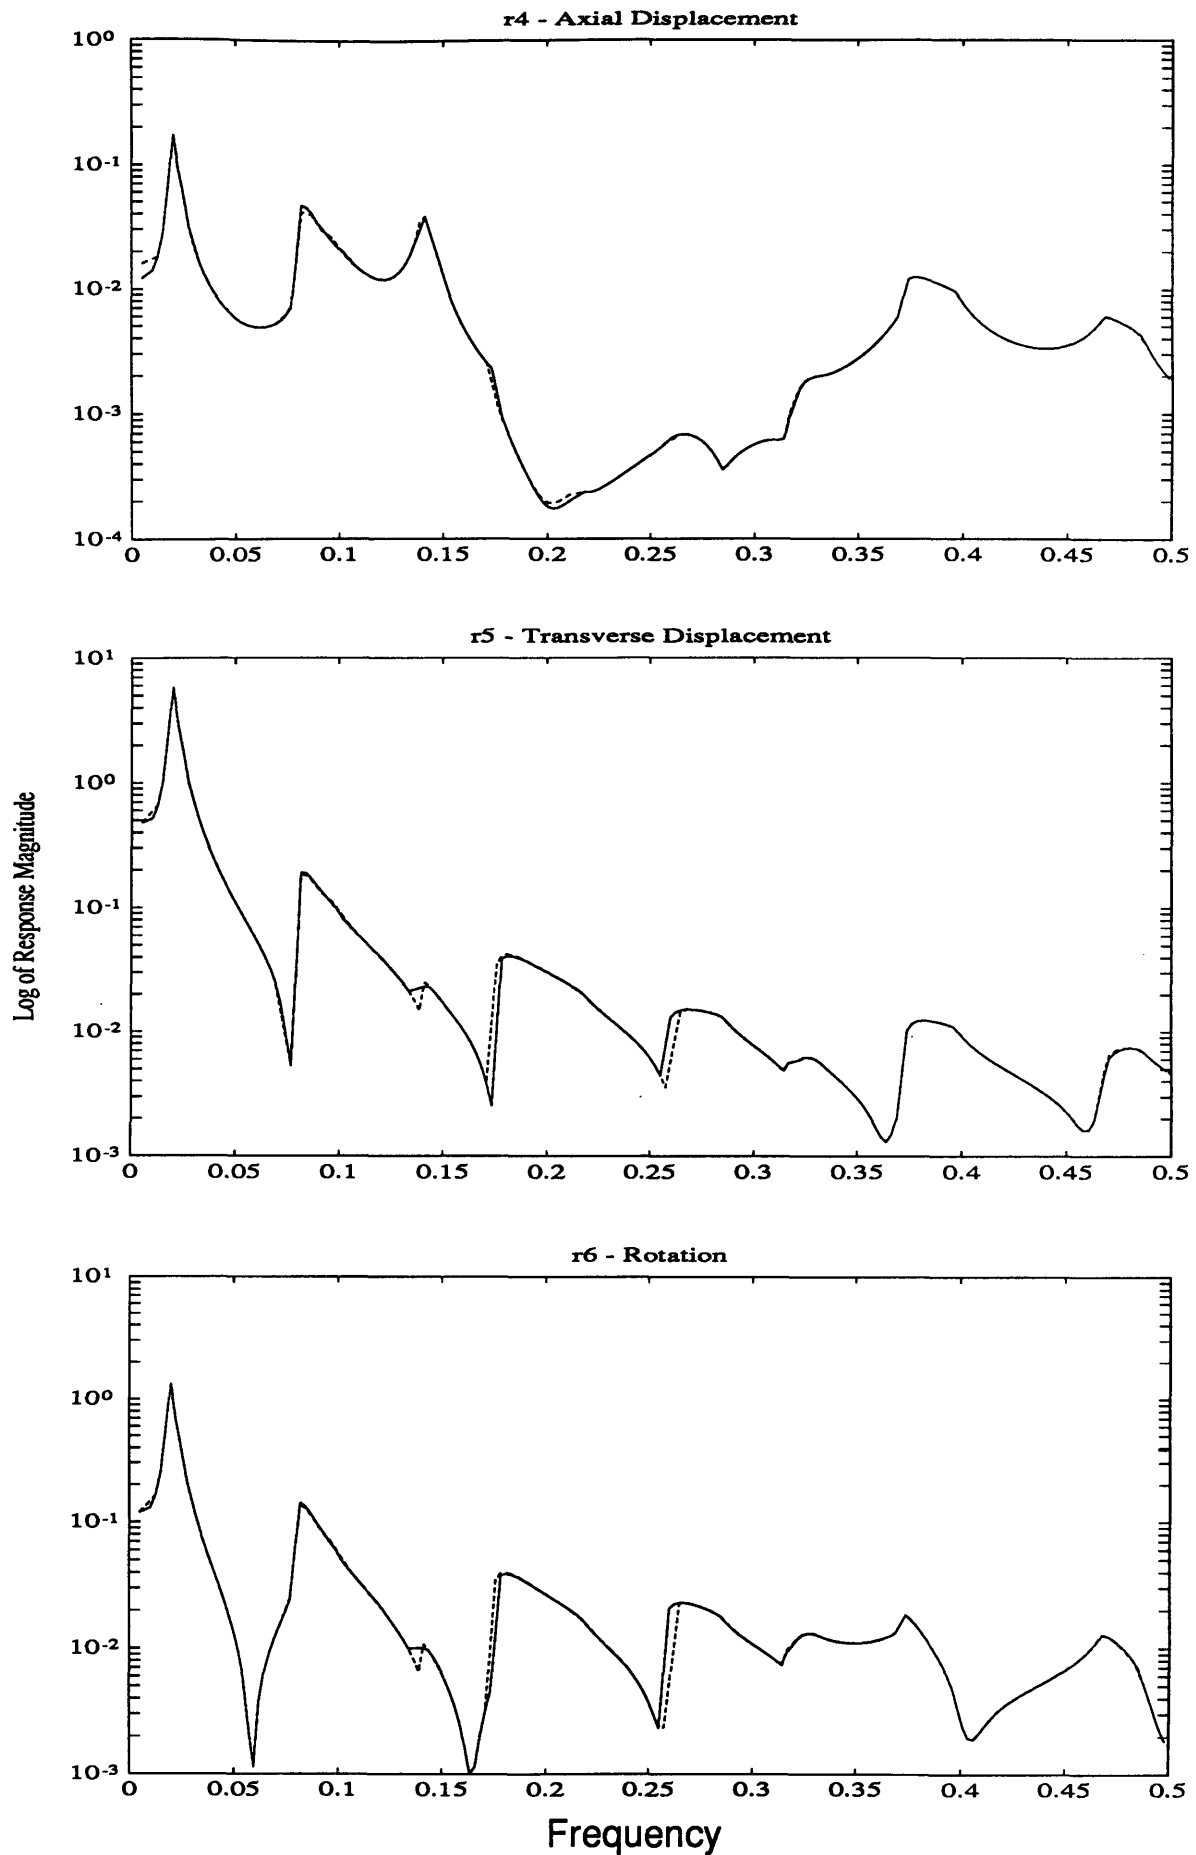 r4 - Axial Displacement
10⁰
10⁻¹
10⁻²
10⁻³
10⁻⁴
0 0.05 0.1 0.15 0.2 0.25 0.3 0.35 0.4 0.45 0.5
r5 - Transverse Displacement
10¹
10⁰
10⁻¹
10⁻²
10⁻³
0 0.05 0.1 0.15 0.2 0.25 0.3 0.35 0.4 0.45 0.5
Log of Response Magnitude
r6 - Rotation
10¹
10⁰
10⁻¹
10⁻²
10⁻³
0 0.05 0.1 0.15 0.2 0.25 0.3 0.35 0.4 0.45 0.5
Frequency